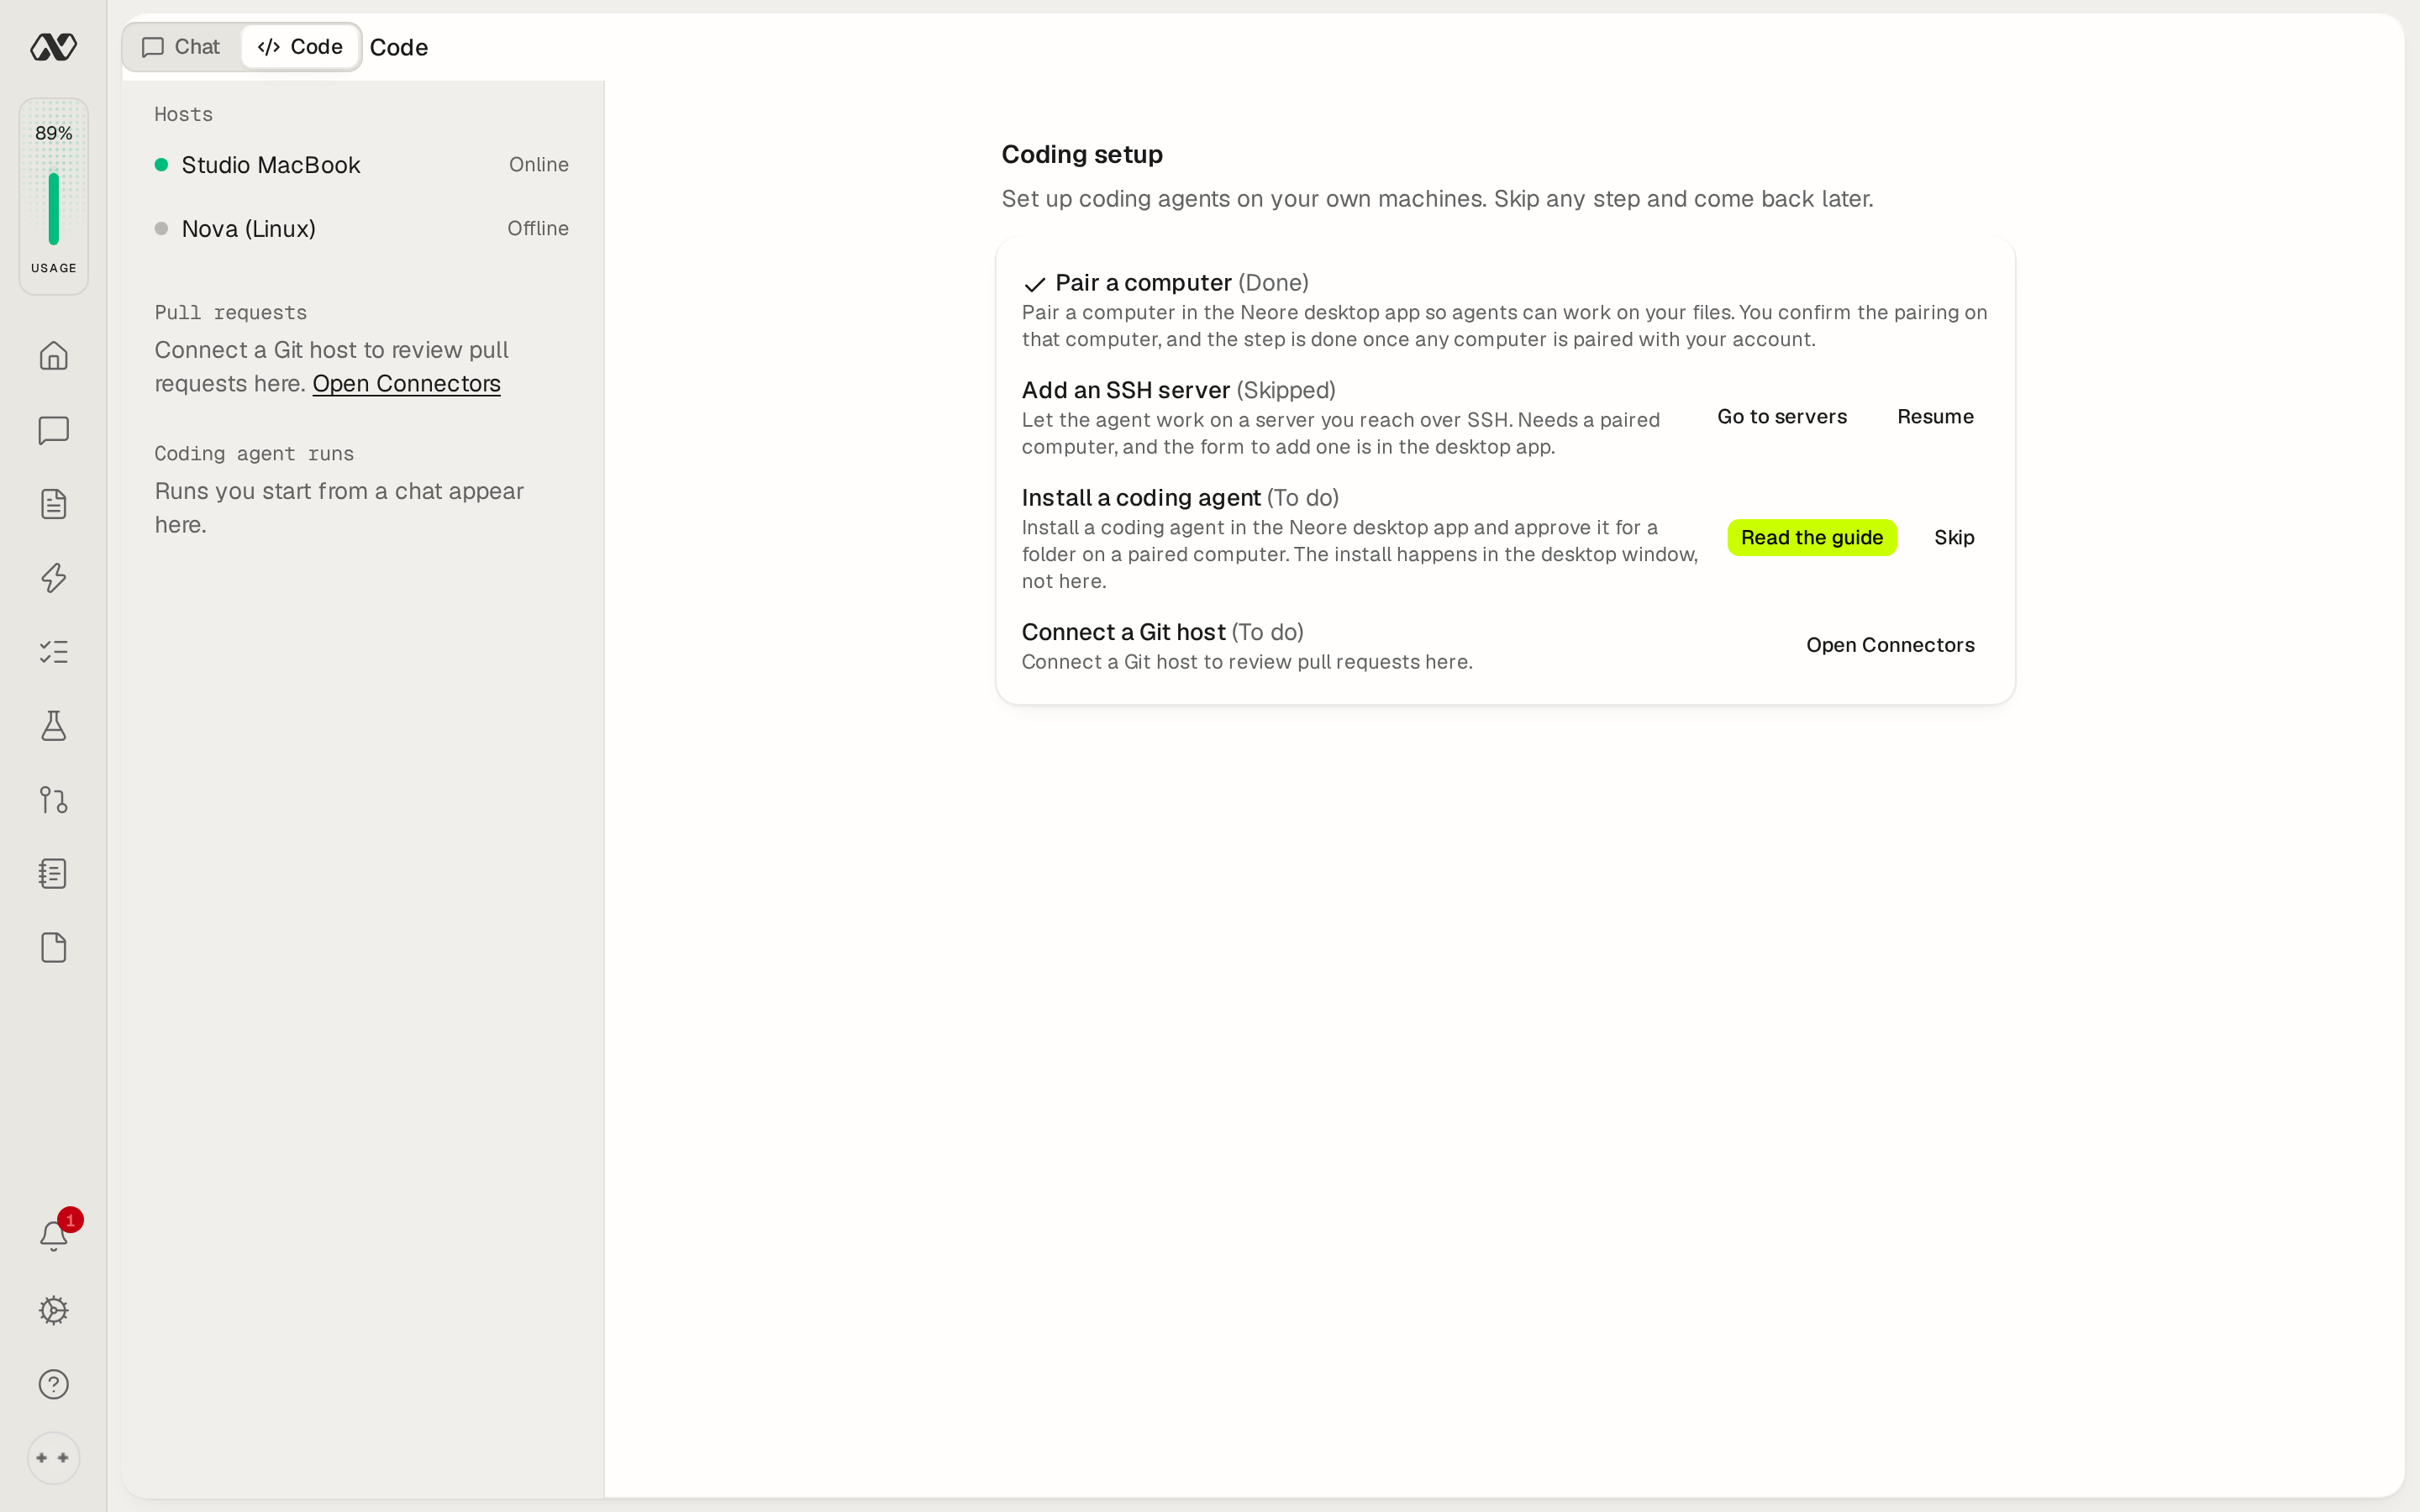 Chat
Code
Code
89%
USAGE
1
Hosts
Studio MacBook
Online
Nova (Linux)
Offline
Pull requests
Connect a Git host to review pull
requests here. Open Connectors
Coding agent runs
Runs you start from a chat appear
here.
Coding setup
Set up coding agents on your own machines. Skip any step and come back later.
Pair a computer (Done)
Pair a computer in the Neore desktop app so agents can work on your files. You confirm the pairing on
that computer, and the step is done once any computer is paired with your account.
Add an SSH server (Skipped)
Let the agent work on a server you reach over SSH. Needs a paired
computer, and the form to add one is in the desktop app.
Go to servers
Resume
Install a coding agent (To do)
Install a coding agent in the Neore desktop app and approve it for a
folder on a paired computer. The install happens in the desktop window,
not here.
Read the guide
Skip
Connect a Git host (To do)
Connect a Git host to review pull requests here.
Open Connectors